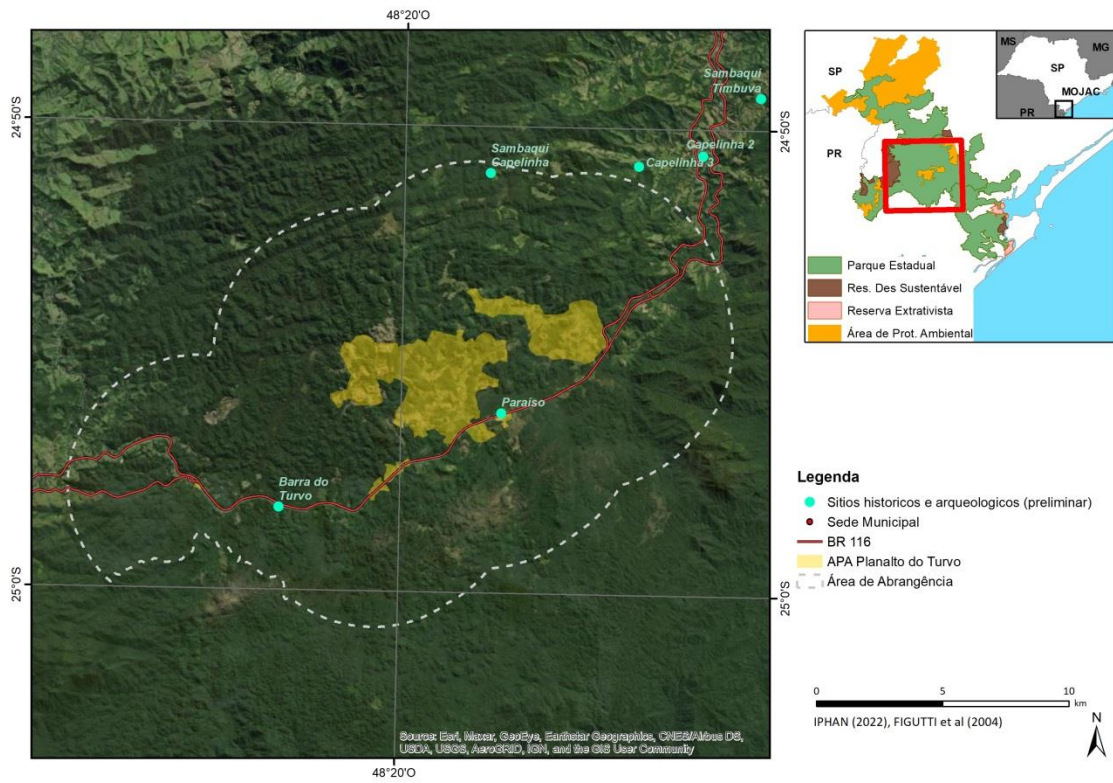 48°20'O
24°50'S
Sambaqui
Timbuva
Sambaqui
Capelinha
Capelinha 2
Capelinha 3
24°50'S
Paraiso
Barra do
Turvo
25°0'S
25°0'S
Source: Esri, Maxar, GeoEye, Earthstar Geographics, CNES/Airbus DS,
USDA, USGS, AeroGRID, IGN, and the GIS User Community
48°20'O
SP
PR
MS
MG
SP
MOJAC
PR
Parque Estadual
Res. Des Sustentável
Reserva Extrativista
Área de Prot. Ambiental
Legenda
Sitios historicos e arqueologicos (preliminar)
Sede Municipal
BR 116
APA Planalto do Turvo
Área de Abrangência
0 5 10
km
IPHAN (2022), FIGUTTI et al (2004)
N